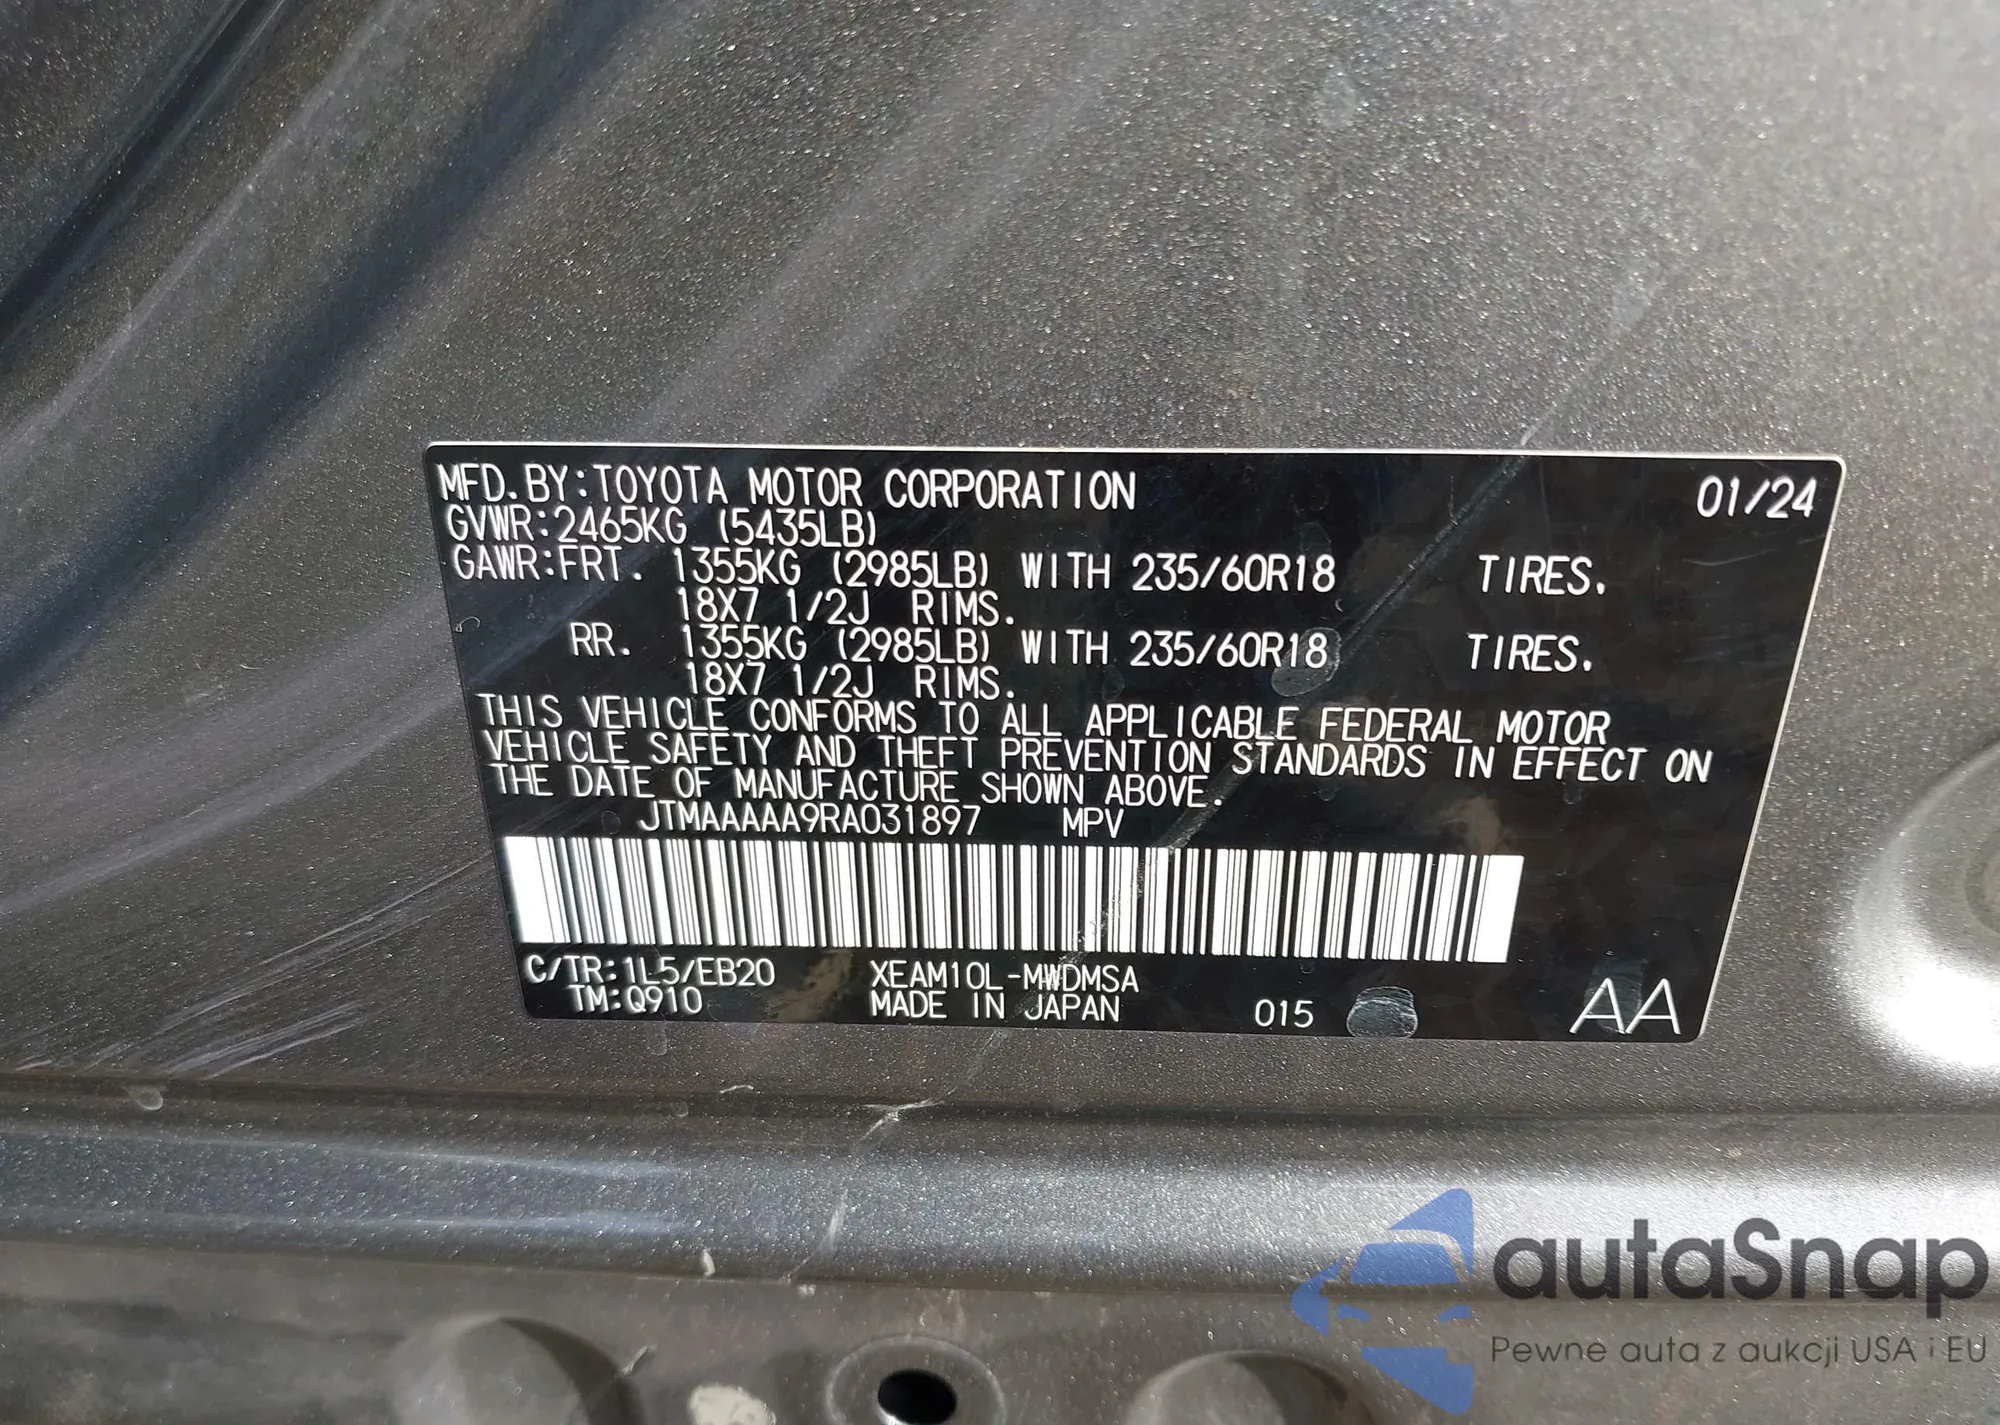 MFD.BY:TOYOTA MOTOR CORPORATION 01/24
GVWR:2465KG (5435LB)
GAWR:FRT. 1355KG (2985LB) WITH 235/60R18 TIRES.
18X7 1/2J RIMS.
RR. 1355KG (2985LB) WITH 235/60R18 TIRES.
18X7 1/2J RIMS.
THIS VEHICLE CONFORMS TO ALL APPLICABLE FEDERAL MOTOR
VEHICLE SAFETY AND THEFT PREVENTION STANDARDS IN EFFECT ON
THE DATE OF MANUFACTURE SHOWN ABOVE.
JTMAAAAA9RA031897 MPV
C/TR:1L5/EB20 XEAM10L-MWDMSA
TM:Q910 MADE IN JAPAN 015 AA
autaSnap
Pewne auta z aukcji USA i EU